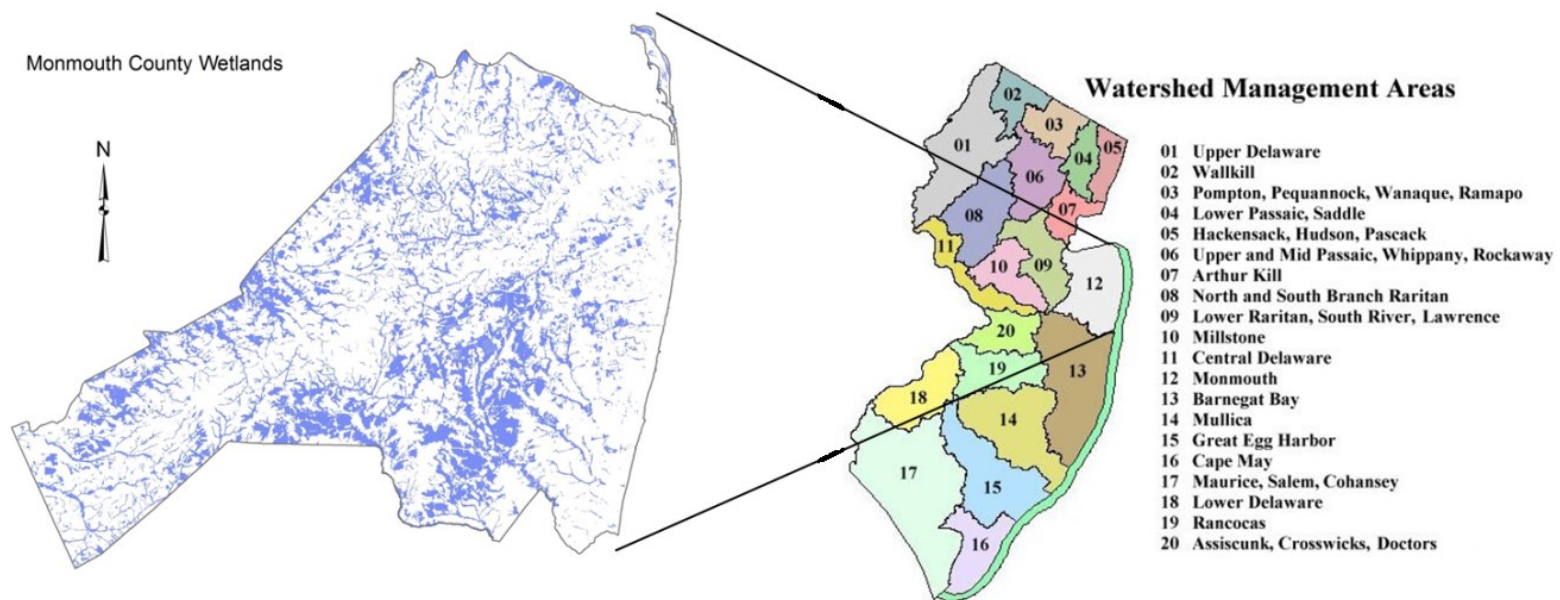 Monmouth County Wetlands
N
Watershed Management Areas
01 Upper Delaware
02 Wallkill
03 Pompton, Pequannock, Wanaque, Ramapo
04 Lower Passaic, Saddle
05 Hackensack, Hudson, Pascack
06 Upper and Mid Passaic, Whippany, Rockaway
07 Arthur Kill
08 North and South Branch Raritan
09 Lower Raritan, South River, Lawrence
10 Millstone
11 Central Delaware
12 Monmouth
13 Barnegat Bay
14 Mullica
15 Great Egg Harbor
16 Cape May
17 Maurice, Salem, Cohansey
18 Lower Delaware
19 Rancocas
20 Assiscunk, Crosswicks, Doctors
02
03
01
04
05
06
07
08
11
10
09
12
20
19
13
18
14
17
15
16